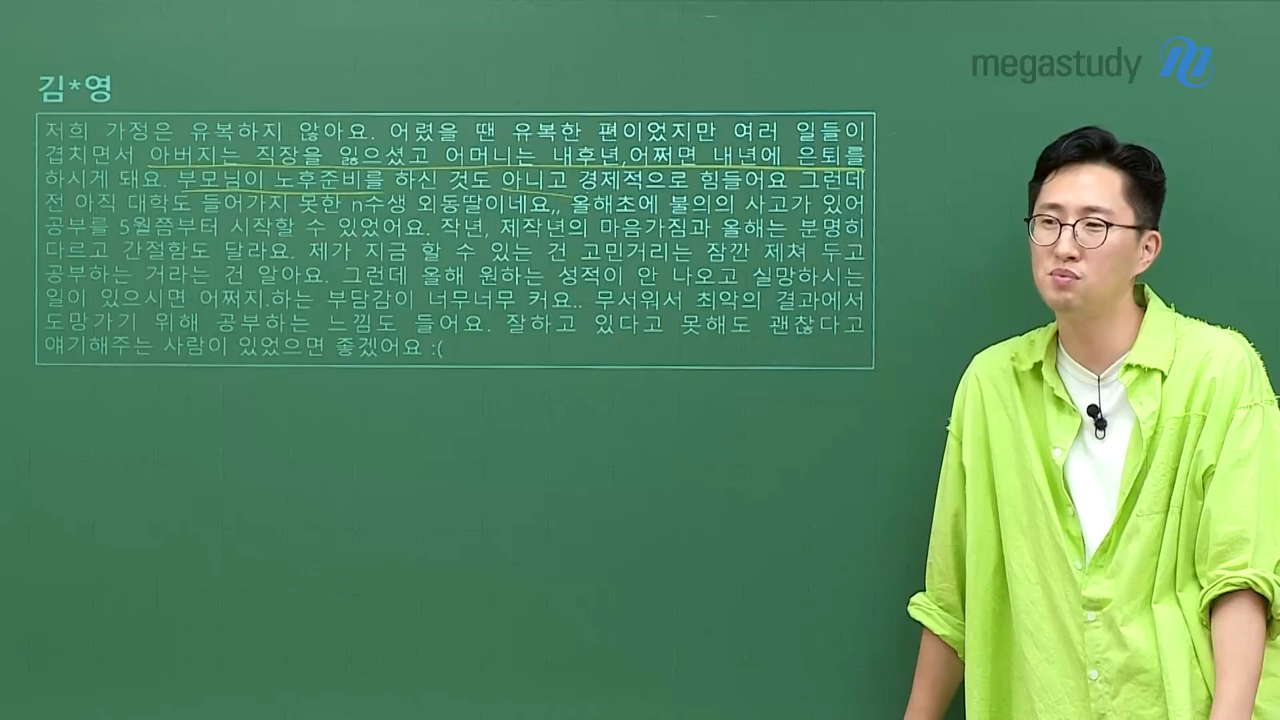 megastudy
김*영
저희 가정은 유복하지 않아요. 어렸을 땐 유복한 편이었지만 여러 일들이
겹치면서 아버지는 직장을 잃으셨고 어머니는 내후년,어쩌면 내년에 은퇴를
하시게 돼요. 부모님이 노후준비를 하신 것도 아니고 경제적으로 힘들어요 그런데
전 아직 대학도 들어가지 못한 n수생 외동딸이네요,, 올해초에 불의의 사고가 있어
공부를 5월쯤부터 시작할 수 있었어요. 작년, 제작년의 마음가짐과 올해는 분명히
다르고 간절함도 달라요. 제가 지금 할 수 있는 건 고민거리는 잠깐 제쳐 두고
공부하는 거라는 건 알아요. 그런데 올해 원하는 성적이 안 나오고 실망하시는
일이 있으시면 어쩌지.하는 부담감이 너무너무 커요.. 무서워서 최악의 결과에서
도망가기 위해 공부하는 느낌도 들어요. 잘하고 있다고 못해도 괜찮다고
얘기해주는 사람이 있었으면 좋겠어요 :(